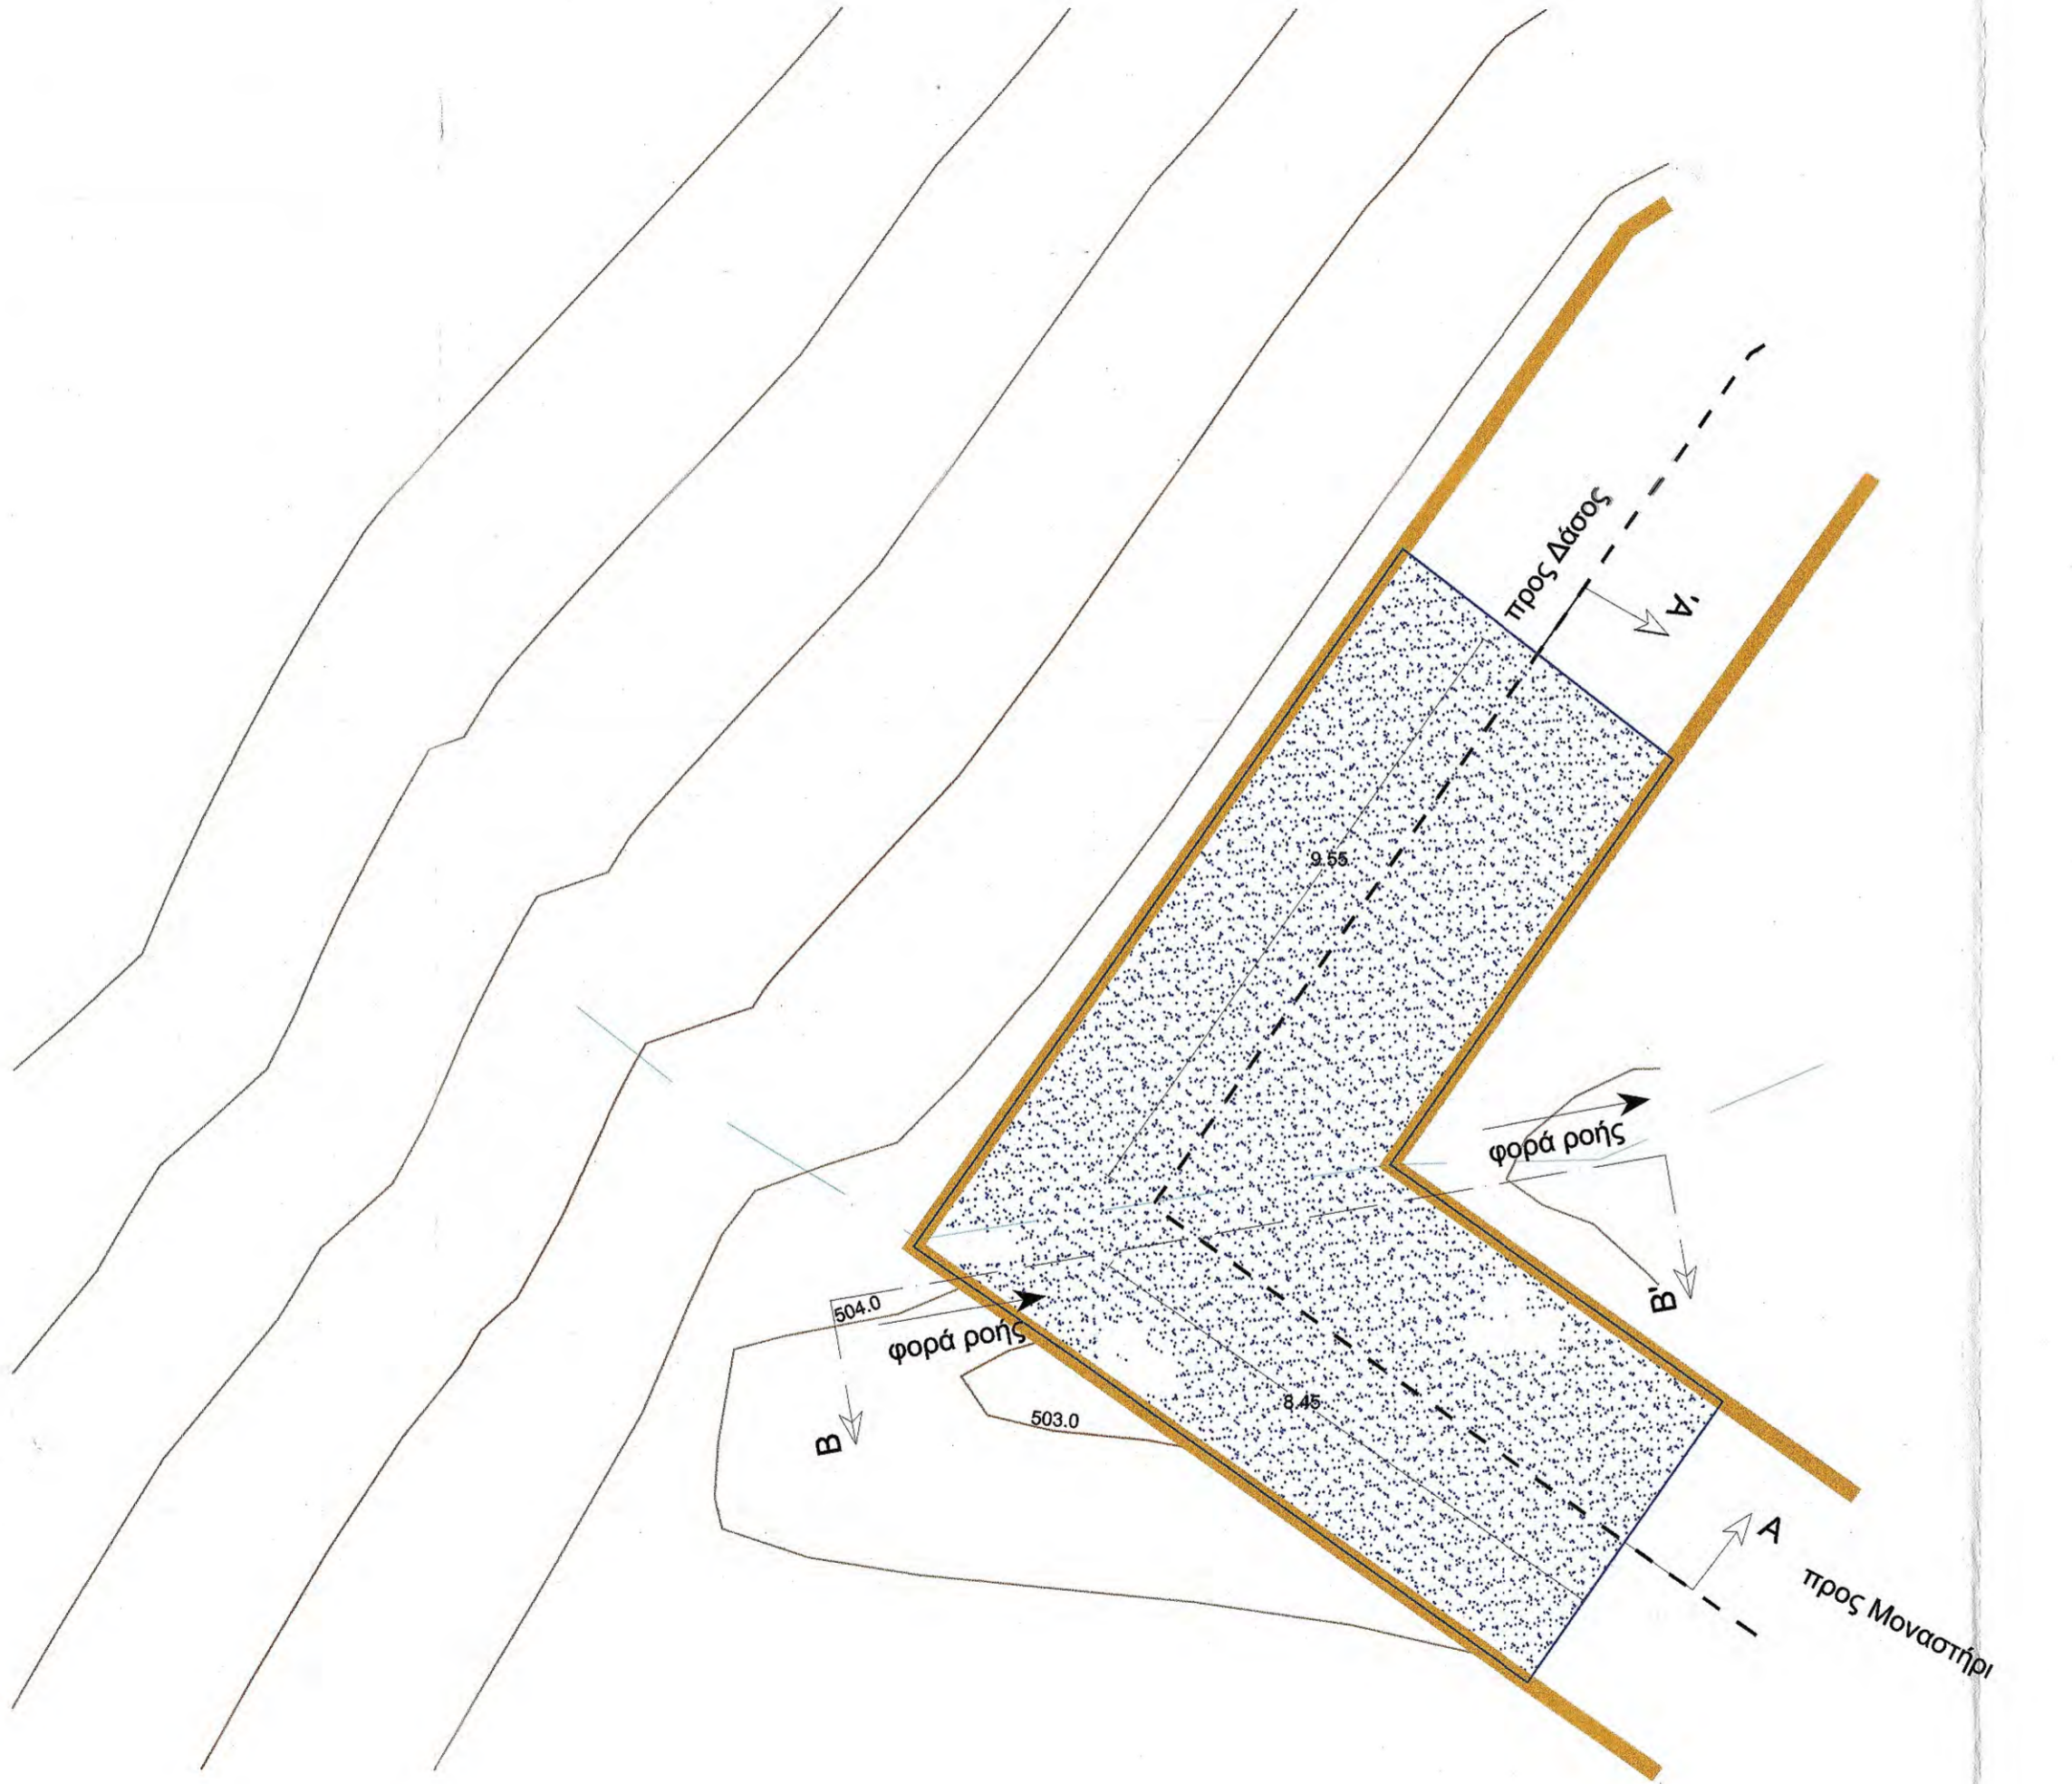 προς Δάσος
Α'
9.55
φορά ροής
504.0
φορά ροής
Β'
503.0
8.45
Β
Α
προς Μοναστήρι